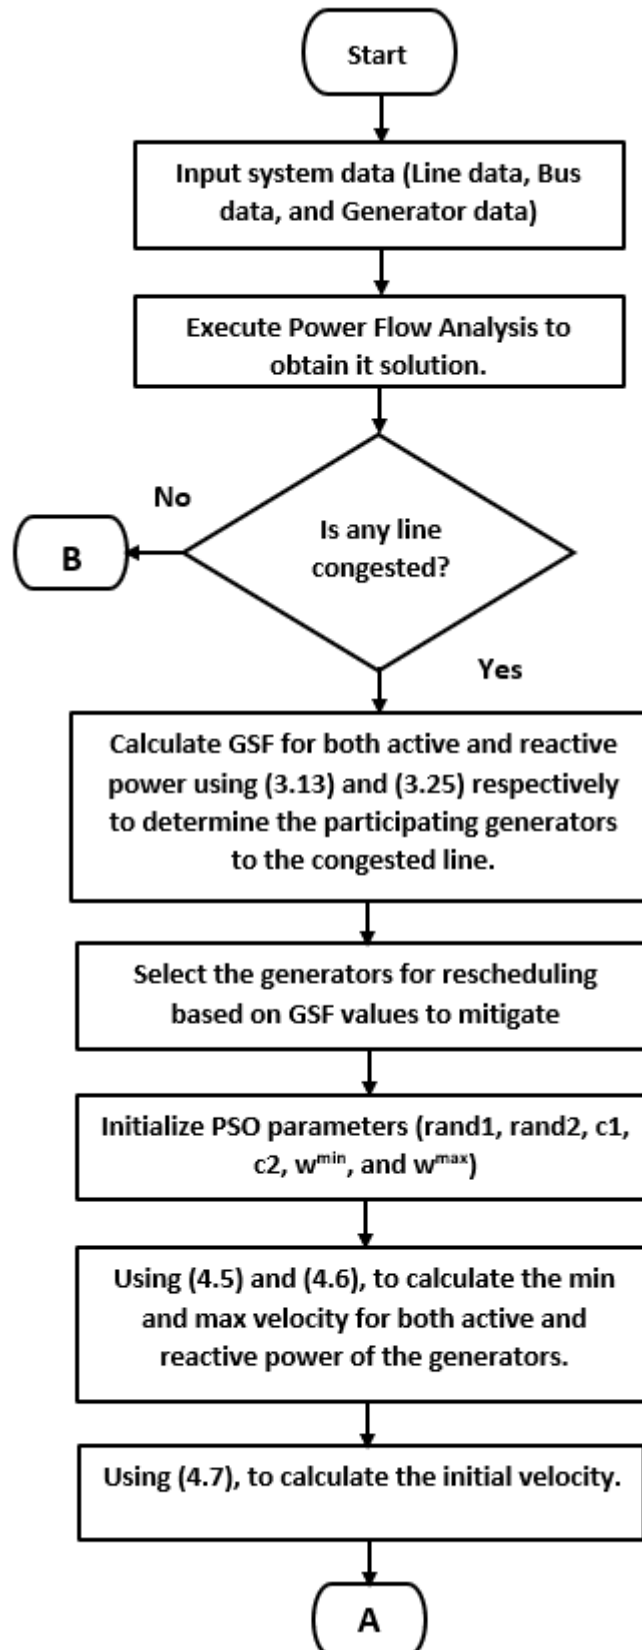 Start
Input system data (Line data, Bus
data, and Generator data)
Execute Power Flow Analysis to
obtain it solution.
No
Is any line
congested?
B
Yes
Calculate GSF for both active and reactive
power using (3.13) and (3.25) respectively
to determine the participating generators
to the congested line.
Select the generators for rescheduling
based on GSF values to mitigate
Initialize PSO parameters (rand1, rand2, c1,
c2, wᵐⁱⁿ, and wᵐᵃˣ)
Using (4.5) and (4.6), to calculate the min
and max velocity for both active and
reactive power of the generators.
Using (4.7), to calculate the initial velocity.
A